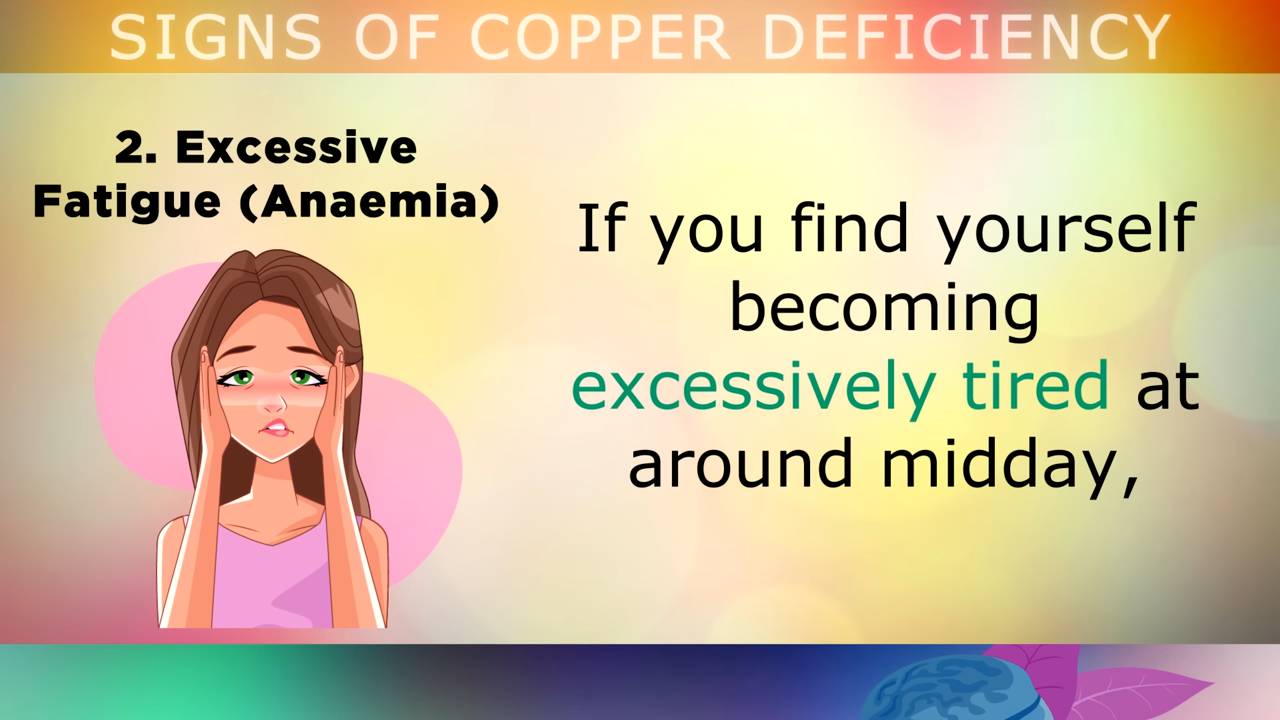 SIGNS OF COPPER DEFICIENCY
2. Excessive
Fatigue (Anaemia)
If you find yourself
becoming
excessively tired at
around midday,